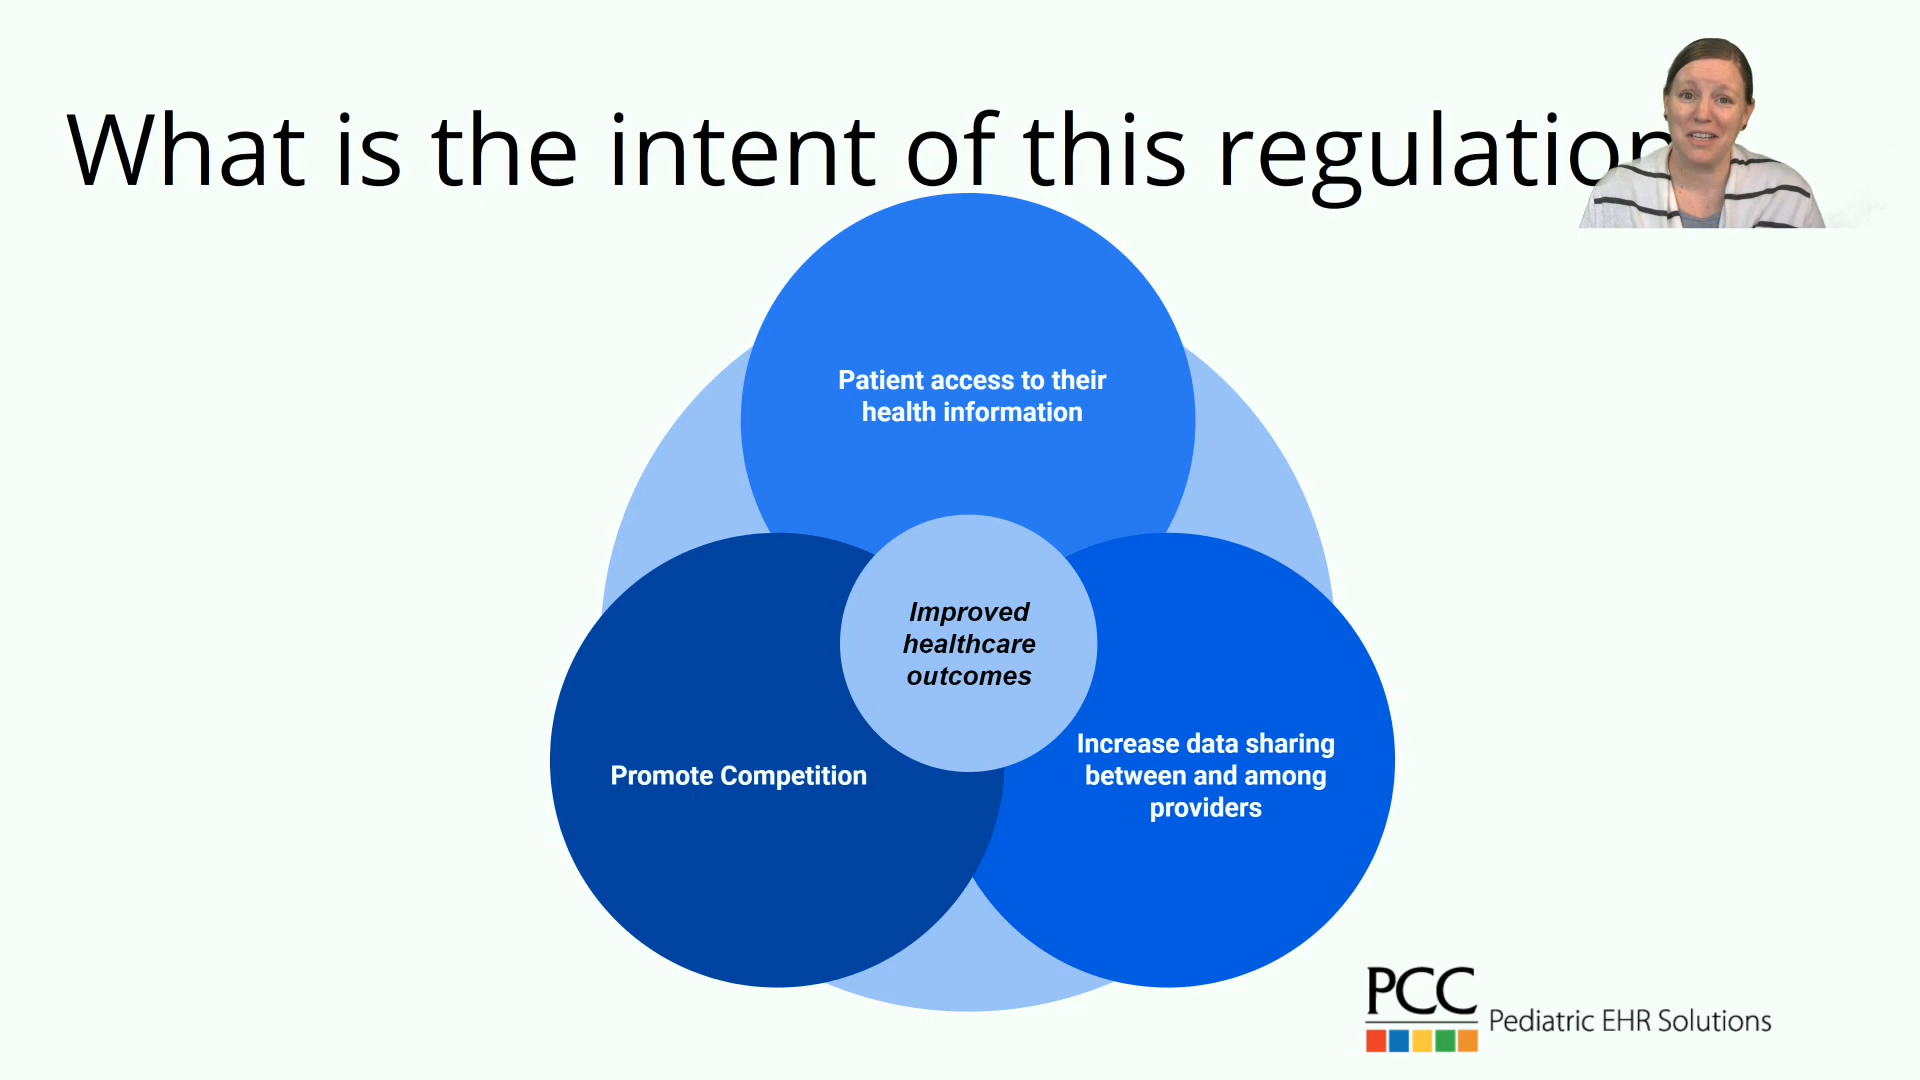 What is the intent of this regulation
Patient access to their
health information
Improved
healthcare
outcomes
Promote Competition
Increase data sharing
between and among
providers
PCC
Pediatric EHR Solutions